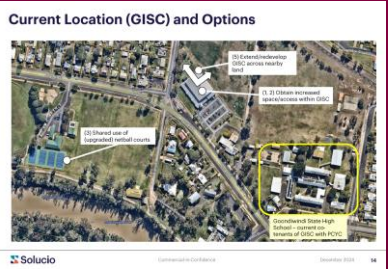 Current Location (GISC) and Options
(5) Extend/redevelop
GISC across nearby
land
(1, 2) Obtain increased
space/access within GISC
(3) Shared use of
(upgraded) netball courts
Goondiwindi State High
School – current co-
tenants of GISC with PCYC
Solucio
Commercial in Confidence
December 2024
14